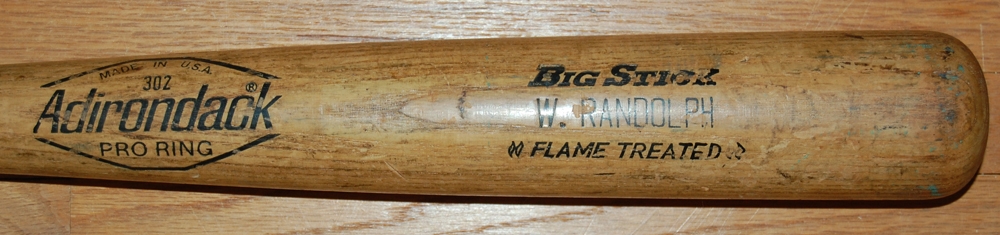 MADE IN U.S.A.
302
Adirondack®
PRO RING
BIG STICK
W. RANDOLPH
FLAME TREATED